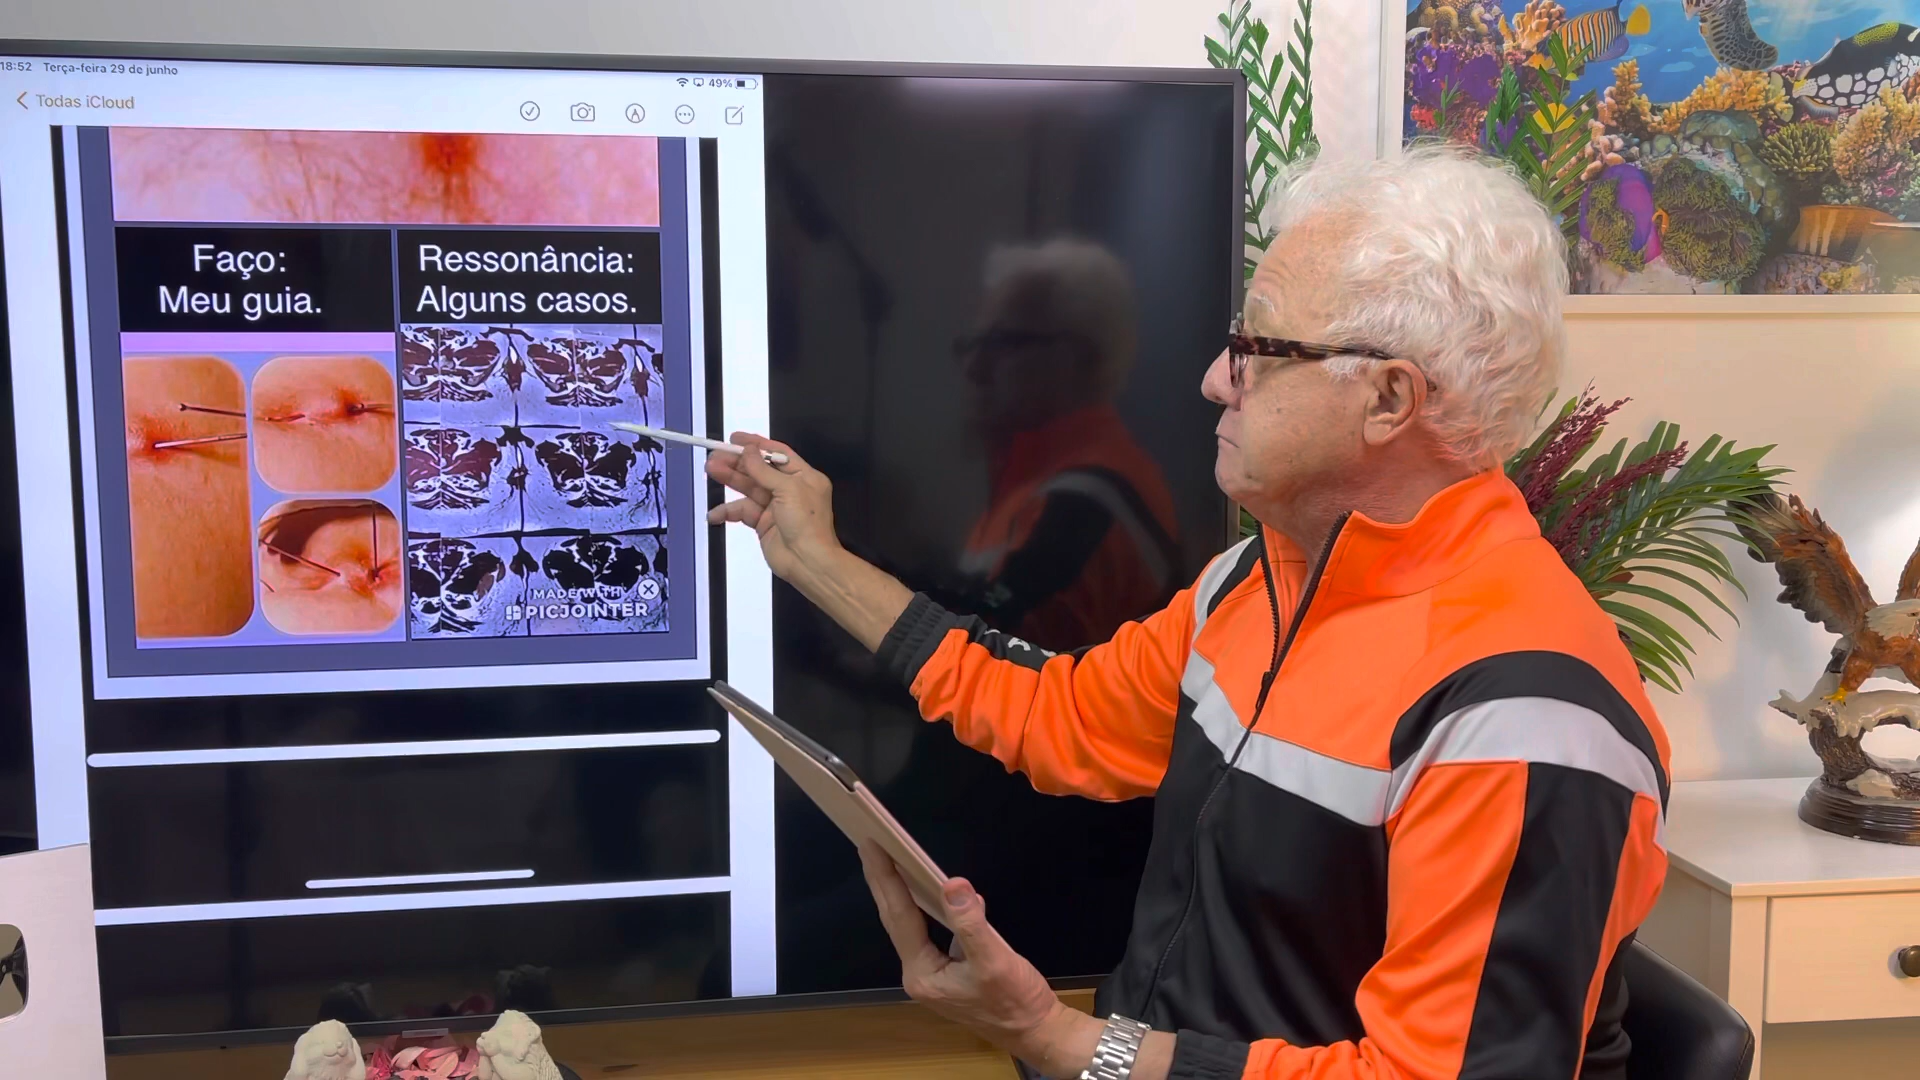 18:52 Terça-feira 29 de junho
49%
Todas iCloud
Faço:
Meu guia.
Ressonância:
Alguns casos.
MADE WITH
PICJOINTER